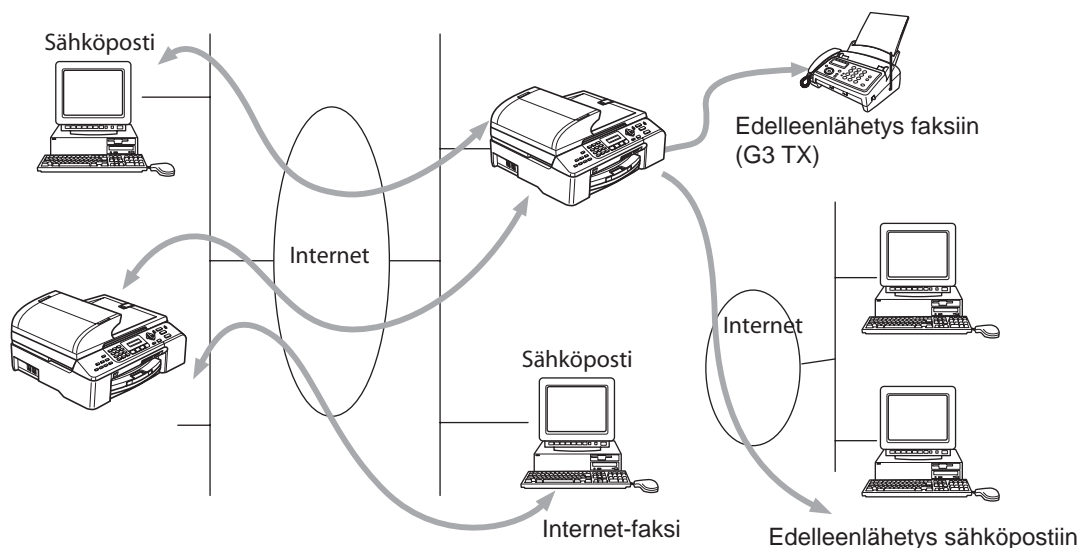 Sähköposti
Edelleenlähetys faksiin
(G3 TX)
Internet
Internet
Sähköposti
Internet-faksi
Edelleenlähetys sähköpostiin